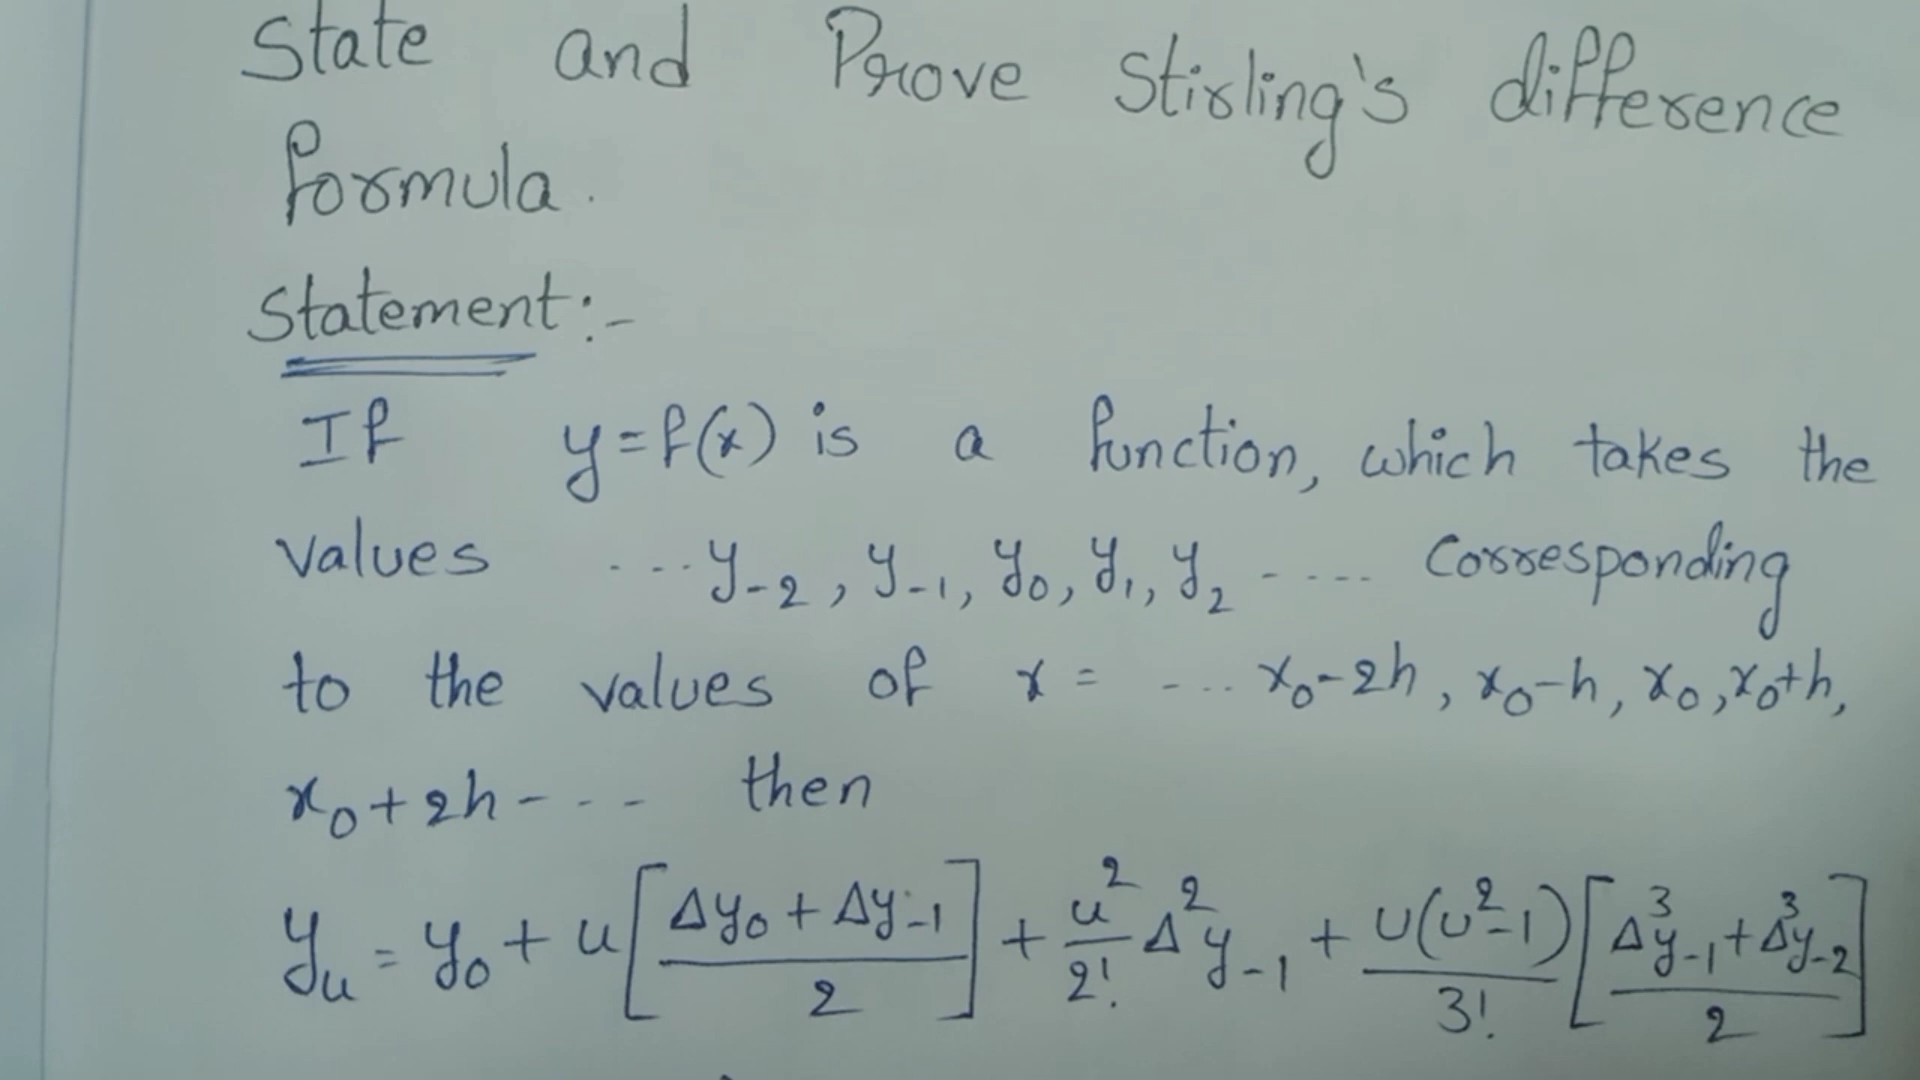 State and Prove Stirling's difference
formula.
Statement:-
If y=f(x) is a function, which takes the
values ...y₋₂, y₋₁, y₀, y₁, y₂ ..... Corresponding
to the values of x = ... x₀-2h, x₀-h, x₀, x₀+h,
x₀+2h---- then
yᵤ = y₀ + u[(Δy₀ + Δy₋₁)/2] + u²/2! Δ²y₋₁ + u(u²-1)/3! [(Δ³y₋₁ + Δ³y₋₂)/2]